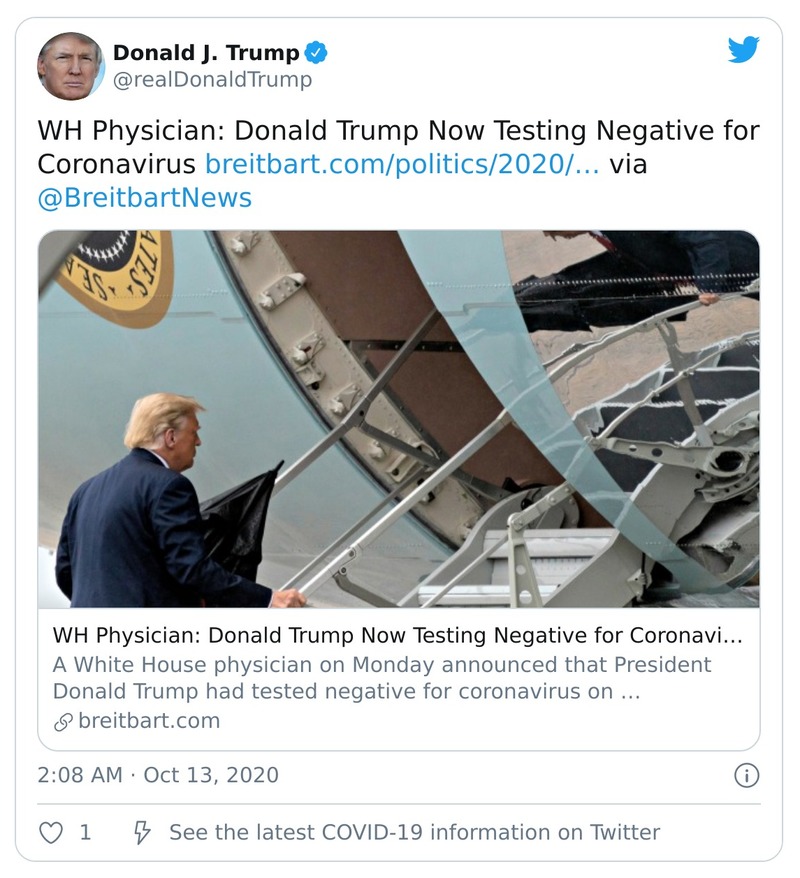 Donald J. Trump
@realDonaldTrump
WH Physician: Donald Trump Now Testing Negative for
Coronavirus breitbart.com/politics/2020/… via
@BreitbartNews
WH Physician: Donald Trump Now Testing Negative for Coronavi…
A White House physician on Monday announced that President
Donald Trump had tested negative for coronavirus on …
breitbart.com
2:08 AM · Oct 13, 2020
1
See the latest COVID-19 information on Twitter